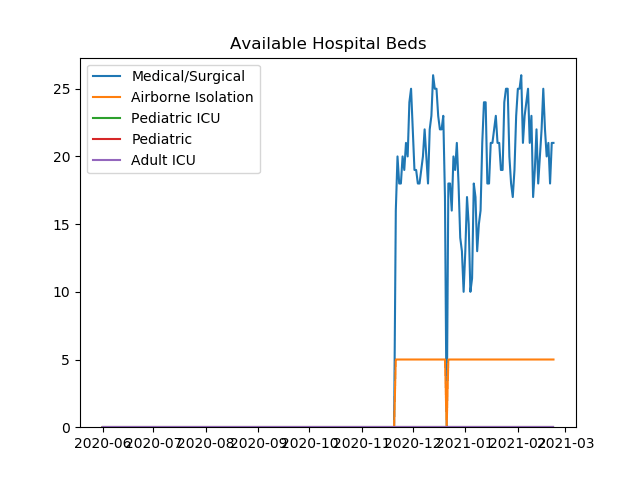 Available Hospital Beds
Medical/Surgical
Airborne Isolation
Pediatric ICU
Pediatric
Adult ICU
25
20
15
10
5
0
2020-06 2020-07 2020-08 2020-09 2020-10 2020-11 2020-12 2021-01 2021-02 2021-03